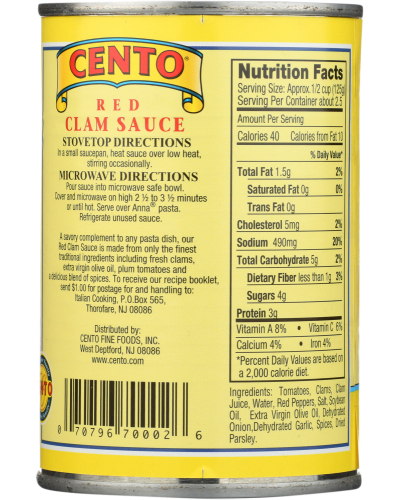 CENTO®
RED
CLAM SAUCE
STOVETOP DIRECTIONS
In a small saucepan, heat sauce over low heat,
stirring occasionally.
MICROWAVE DIRECTIONS
Pour sauce into microwave safe bowl.
Cover and microwave on high 2 ½ to 3 ½ minutes
or until hot. Serve over Anna® pasta.
Refrigerate unused sauce.
A savory complement to any pasta dish, our
Red Clam Sauce is made from only the finest
traditional ingredients including fresh clams,
extra virgin olive oil, plum tomatoes and
a delicious blend of spices. To receive our recipe booklet,
send $1.00 for postage for and handling to:
Italian Cooking, P.O.Box 565,
Thorofare, NJ 08086
Distributed by:
CENTO FINE FOODS, INC.
West Deptford, NJ 08086
www.cento.com
0 70796 70002 6
Nutrition Facts
Serving Size: Approx.1/2 cup (125g
Serving Per Container about 2.5
Amount Per Serving
Calories 40 Calories from Fat 10
% Daily Value*
Total Fat 1.5g 2%
Saturated Fat 0g 0%
Trans Fat 0g
Cholesterol 5mg 2%
Sodium 490mg 20%
Total Carbohydrate 5g 2%
Dietary Fiber less than 1g 2%
Sugars 4g
Protein 3g
Vitamin A 8% • Vitamin C 6%
Calcium 4% • Iron 4%
*Percent Daily Values are based on
a 2,000 calorie diet.
Ingredients: Tomatoes, Clams, Clam
Juice, Water, Red Peppers, Salt, Soybean
Oil, Extra Virgin Olive Oil, Dehydrated
Onion,Dehydrated Garlic, Spices, Dried
Parsley.